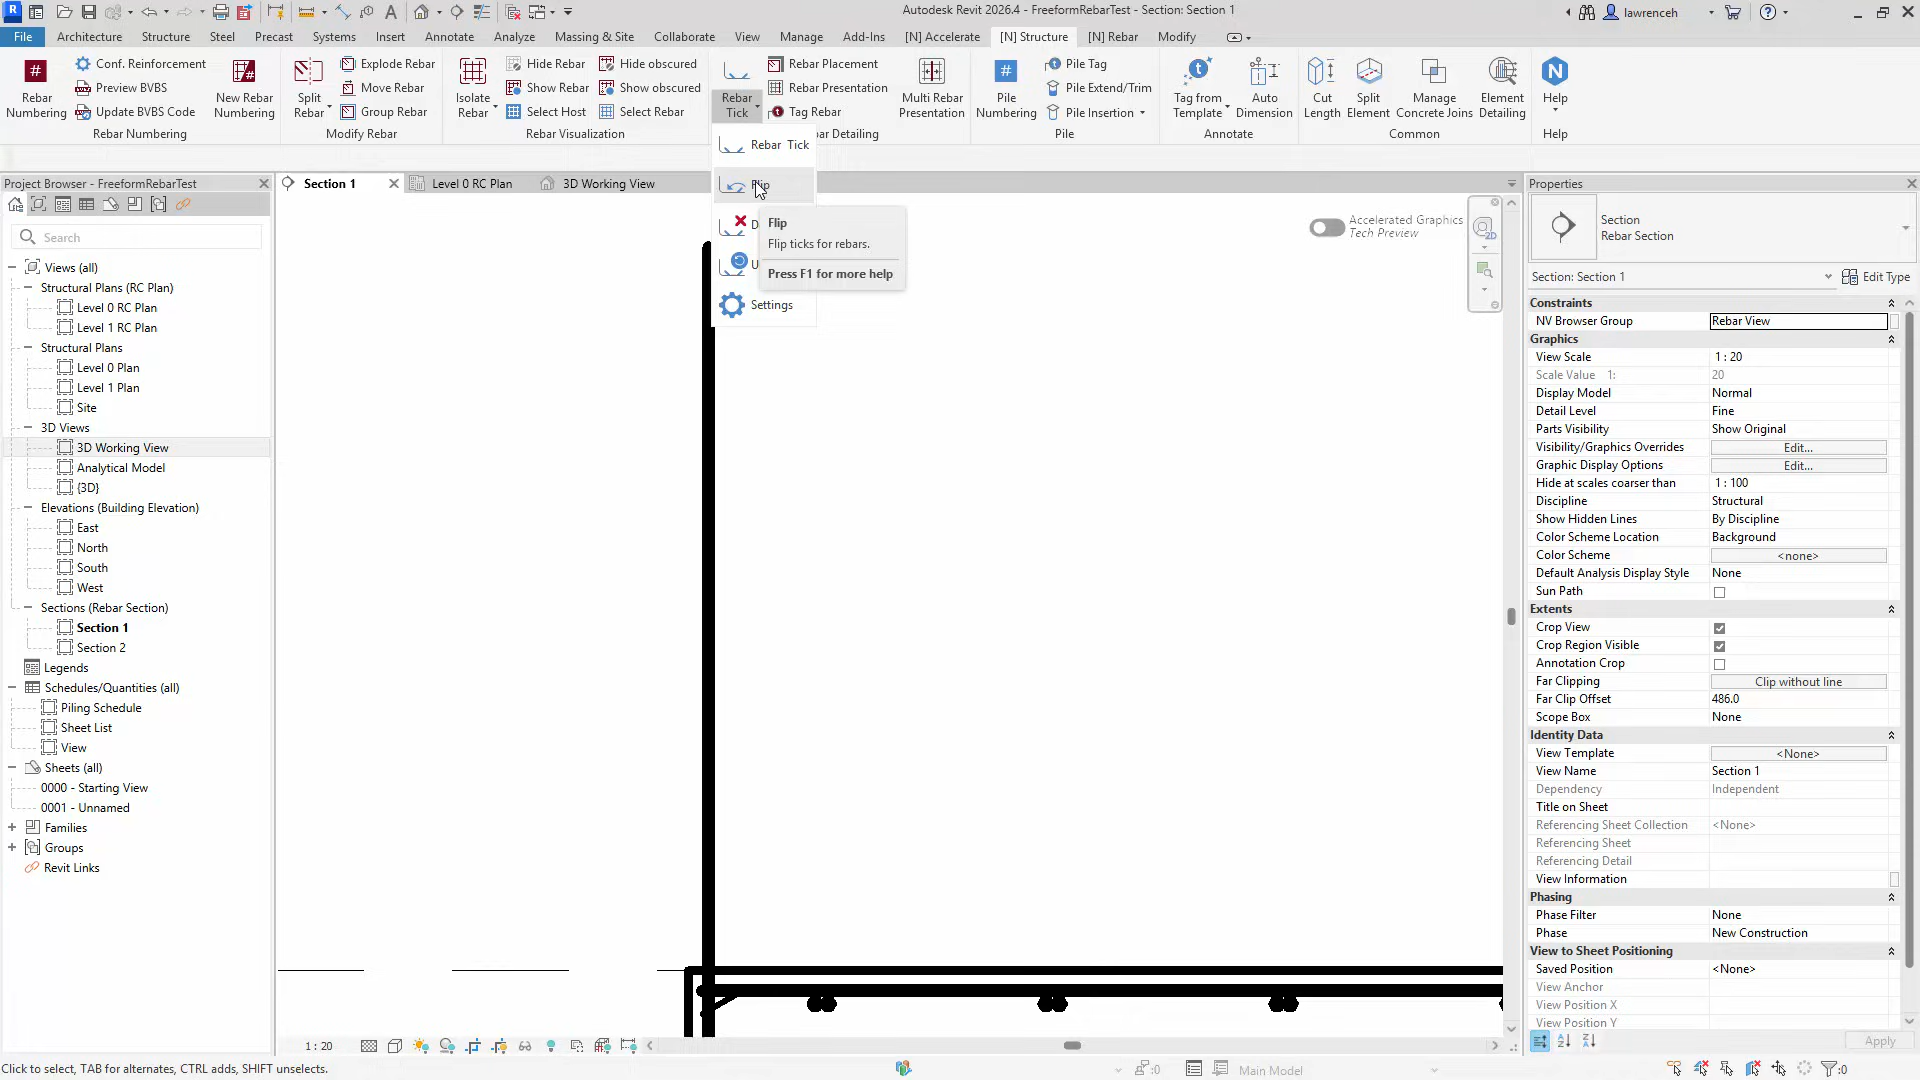 Autodesk Revit 2026.4 - FreeformRebarTest - Section: Section 1
lawrenceh
File Architecture Structure Steel Precast Systems Insert Annotate Analyze Massing & Site Collaborate View Manage Add-Ins [N] Accelerate [N] Structure [N] Rebar Modify
Rebar Numbering
Conf. Reinforcement
Preview BVBS
Update BVBS Code
New Rebar Numbering
Rebar Numbering
Split Rebar
Explode Rebar
Move Rebar
Group Rebar
Modify Rebar
Isolate Rebar
Hide Rebar
Show Rebar
Select Host
Hide obscured
Show obscured
Select Rebar
Rebar Visualization
Rebar Tick
Rebar Placement
Rebar Presentation
Tag Rebar
Multi Rebar Presentation
bar Detailing
Pile Numbering
Pile Tag
Pile Extend/Trim
Pile Insertion
Pile
Tag from Template
Auto Dimension
Annotate
Cut Length
Split Element
Manage Concrete Joins
Element Detailing
Common
Help
Help
Rebar Tick
Flip
D
U
Settings
Flip
Flip ticks for rebars.
Press F1 for more help
Project Browser - FreeformRebarTest
Search
Views (all)
Structural Plans (RC Plan)
Level 0 RC Plan
Level 1 RC Plan
Structural Plans
Level 0 Plan
Level 1 Plan
Site
3D Views
3D Working View
Analytical Model
{3D}
Elevations (Building Elevation)
East
North
South
West
Sections (Rebar Section)
Section 1
Section 2
Legends
Schedules/Quantities (all)
Piling Schedule
Sheet List
View
Sheets (all)
0000 - Starting View
0001 - Unnamed
Families
Groups
Revit Links
Section 1
Level 0 RC Plan
3D Working View
Accelerated Graphics
Tech Preview
2D
Properties
Section
Rebar Section
Section: Section 1
Edit Type
Constraints
NV Browser Group Rebar View
Graphics
View Scale 1 : 20
Scale Value 1: 20
Display Model Normal
Detail Level Fine
Parts Visibility Show Original
Visibility/Graphics Overrides Edit...
Graphic Display Options Edit...
Hide at scales coarser than 1 : 100
Discipline Structural
Show Hidden Lines By Discipline
Color Scheme Location Background
Color Scheme <none>
Default Analysis Display Style None
Sun Path
Extents
Crop View
Crop Region Visible
Annotation Crop
Far Clipping Clip without line
Far Clip Offset 486.0
Scope Box None
Identity Data
View Template <None>
View Name Section 1
Dependency Independent
Title on Sheet
Referencing Sheet Collection <None>
Referencing Sheet
Referencing Detail
View Information
Phasing
Phase Filter None
Phase New Construction
View to Sheet Positioning
Saved Position <None>
View Anchor
View Position X
View Position Y
Apply
1 : 20
Click to select, TAB for alternates, CTRL adds, SHIFT unselects.
:0
Main Model
:0